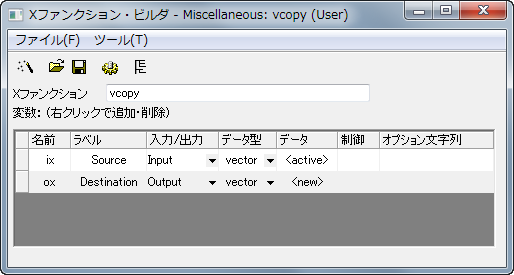 Xファンクション・ビルダ - Miscellaneous: vcopy (User)
ファイル(F) ツール(T)
Xファンクション vcopy
変数: (右クリックで追加・削除)
名前 ラベル 入力/出力 データ型 データ 制御 オプション文字列
ix Source Input vector <active>
ox Destination Output vector <new>